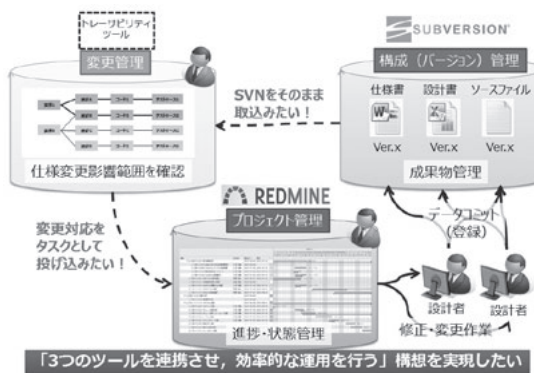 トレーサビリティ
ツール
変更管理
仕様変更影響範囲を確認
SVNをそのまま
取込みたい！
SUBVERSION®
構成（バージョン）管理
仕様書 設計書 ソースファイル
Ver.x Ver.x Ver.x
成果物管理
変更対応を
タスクとして
投げ込みたい！
REDMINE
プロジェクト管理
進捗・状態管理
データコミット
(登録)
設計者 設計者
修正・変更作業
「3つのツールを連携させ，効率的な運用を行う」構想を実現したい